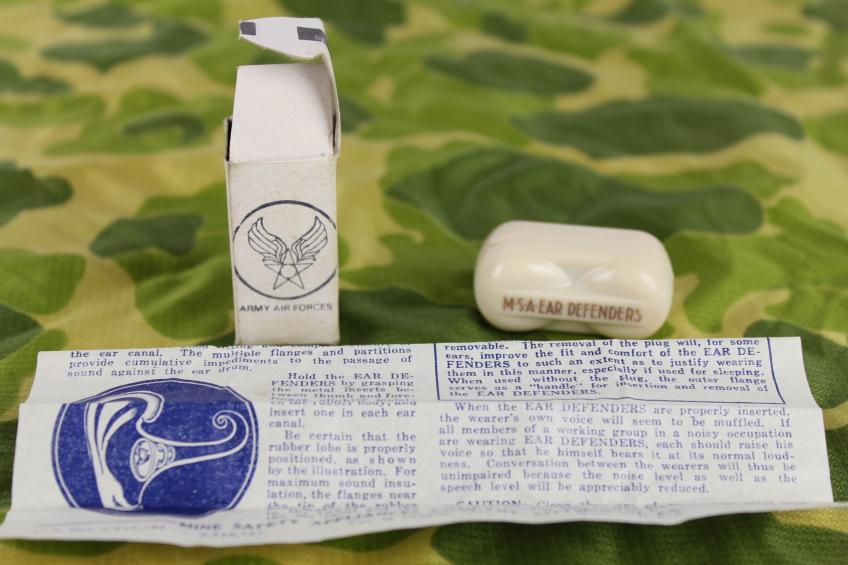 ARMY AIR FORCES
M·S·A·EAR DEFENDERS
the ear canal. The multiple flanges and partitions
provide cumulative impediments to the passage of
sound against the ear drum.
Hold the EAR DE-
FENDERS by grasping
the metal inserts be-
tween thumb and fore-
insert one in each ear
canal.
Be certain that the
rubber lobe is properly
positioned, as shown
by the illustration. For
maximum sound insu-
lation, the flanges near
the tip of the rubber
MINE SAFETY APPLIANCES
removable. The removal of the plug will, for some
ears, improve the fit and comfort of the EAR DE-
FENDERS to such an extent as to justify wearing
them in this manner, especially if used for sleeping.
When used without the plug, the outer flange
serves as a "handle" for insertion and removal of
the EAR DEFENDERS.
When the EAR DEFENDERS are properly inserted,
the wearer's own voice will seem to be muffled. If
all members of a working group in a noisy occupation
are wearing EAR DEFENDERS, each should raise his
voice so that he himself hears it at its normal loud-
ness. Conversation between the wearers will thus be
unimpaired because the noise level as well as the
speech level will be appreciably reduced.
CAUTION: